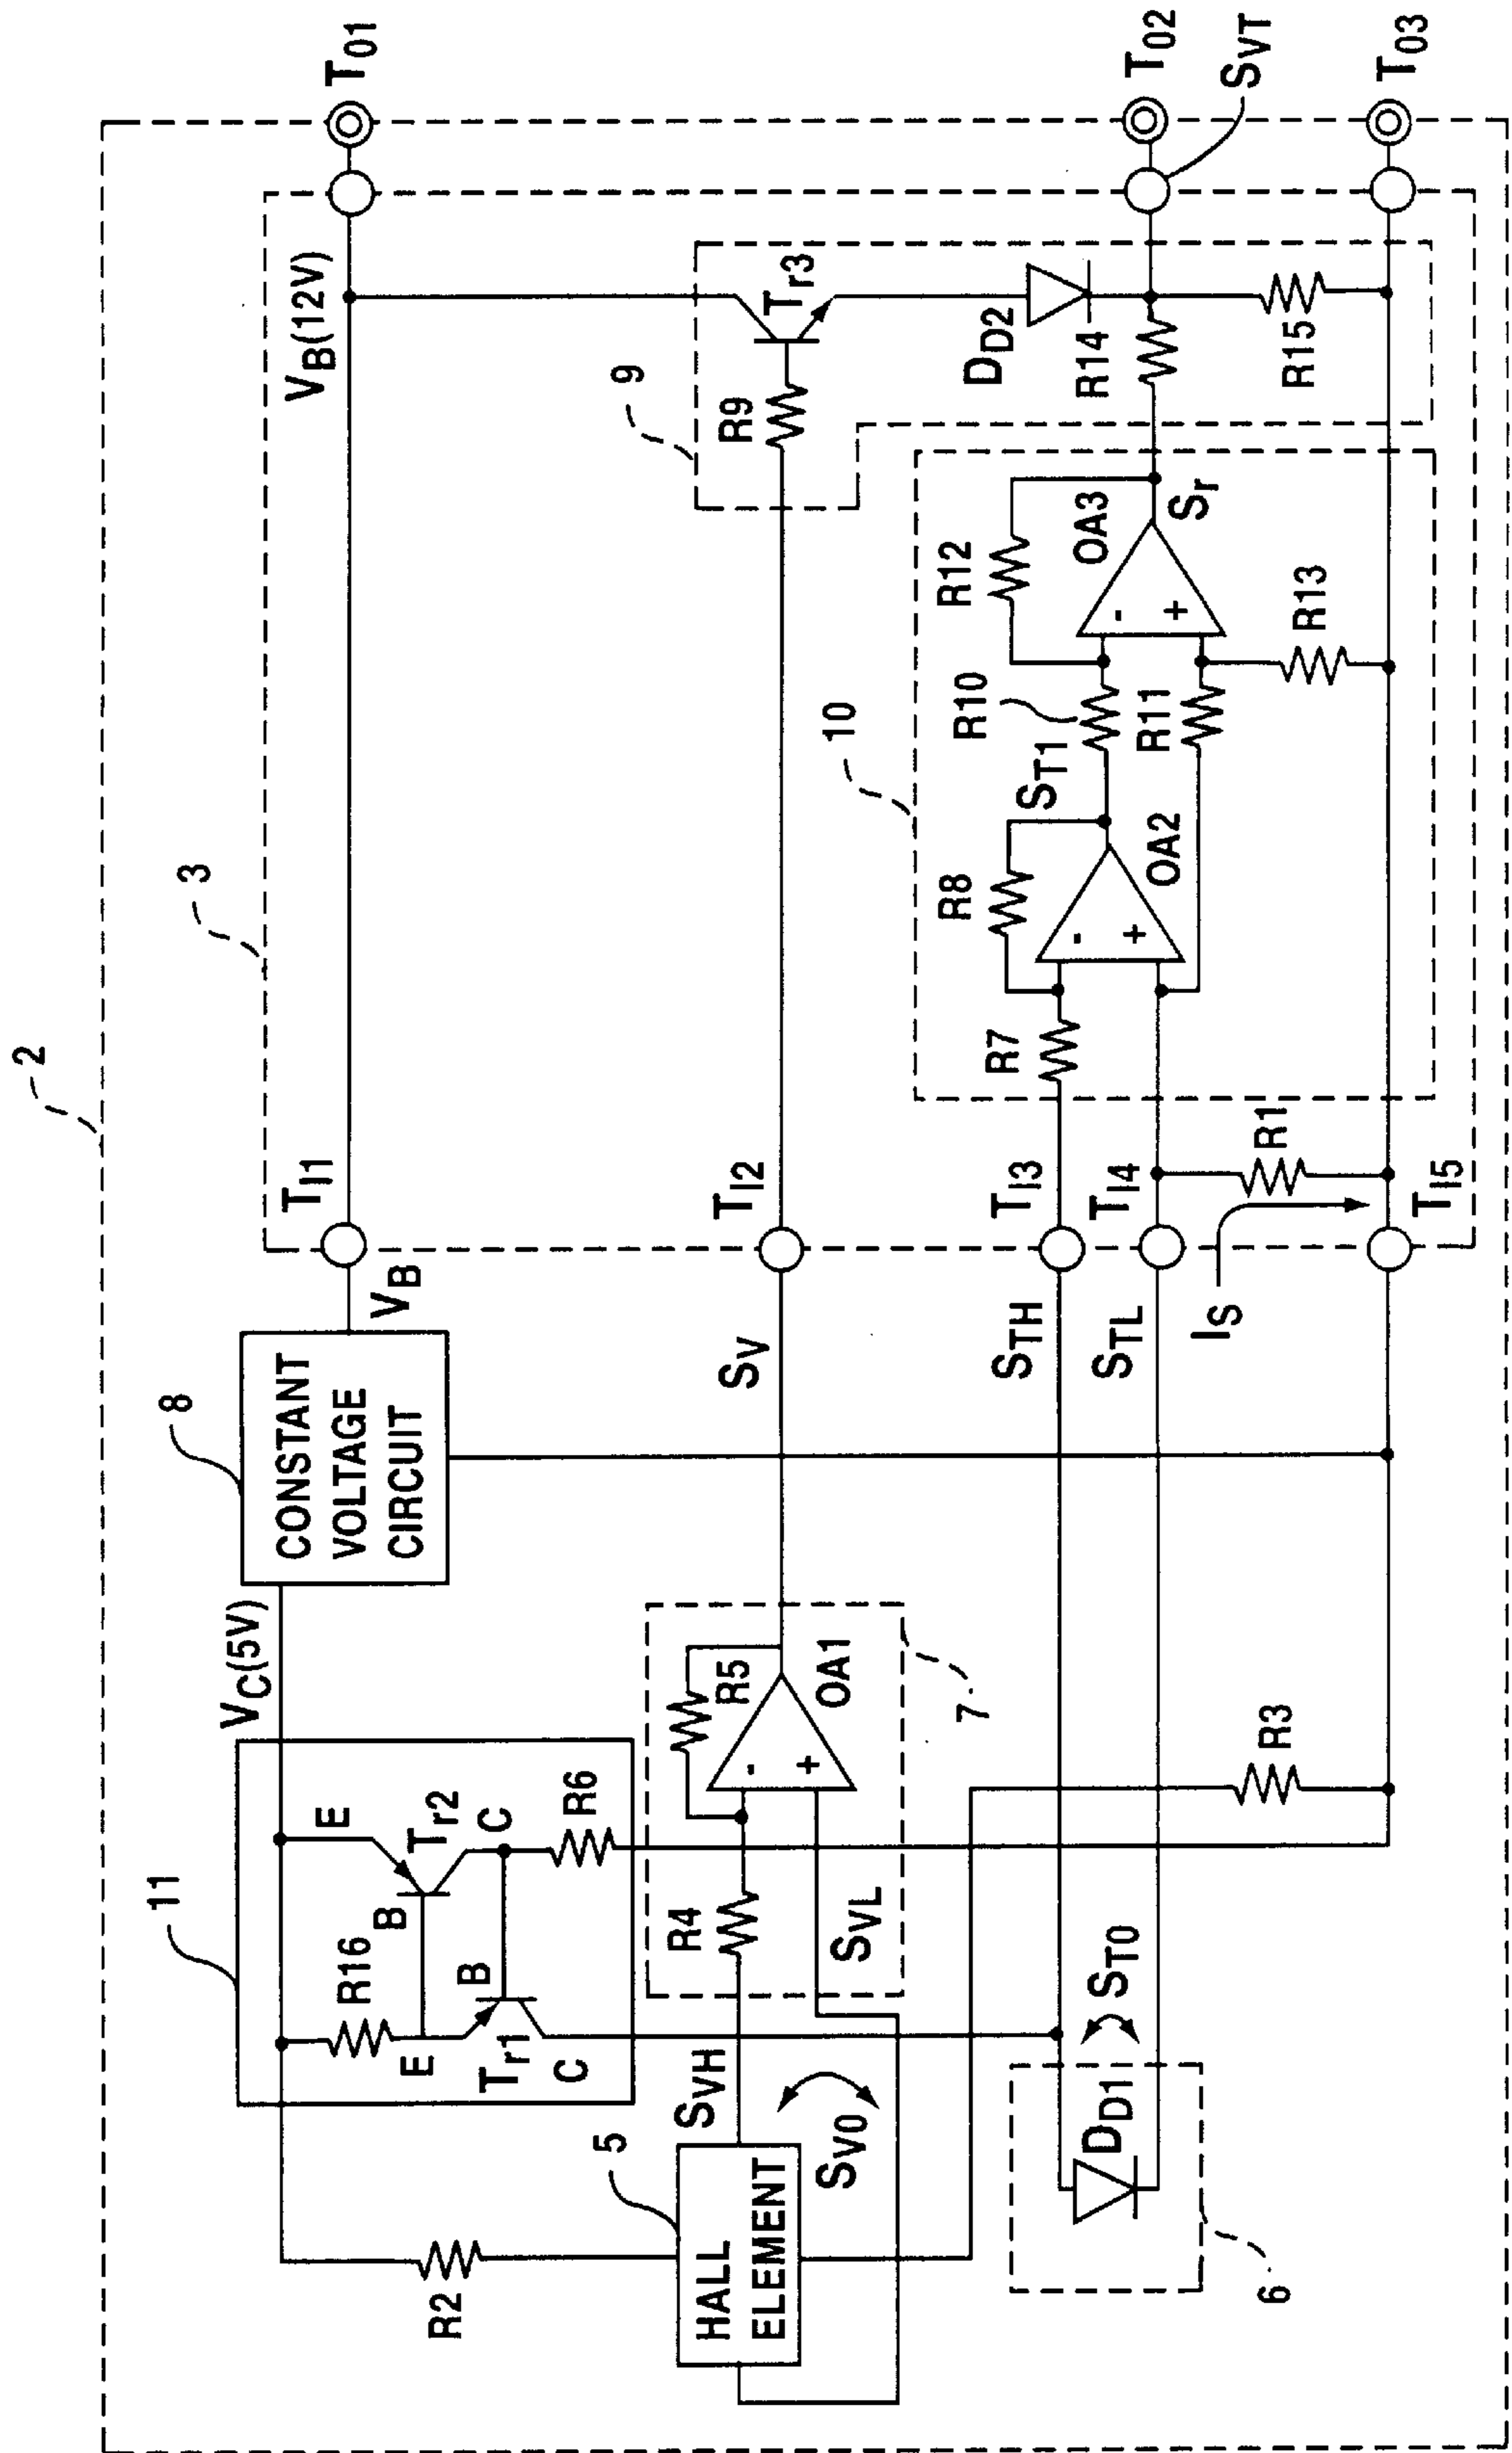 2
3
8
11
CONSTANT
VOLTAGE
CIRCUIT
VC(5V)
VB
TI1
VB(12V)
T01
R16
E
B
Tr1
C
E
B
Tr2
C
R6
R2
5
HALL
ELEMENT
SVH
SV0
SVL
R4
R5
-
+
OA1
7
SV
TI2
9
R9
Tr3
DD2
R14
R15
T02
SVT
T03
6
DD1
ST0
R3
STH
STL
IS
TI3
TI4
TI5
R1
10
R7
R8
-
+
OA2
ST1
R10
R11
R12
-
+
OA3
Sr
R13